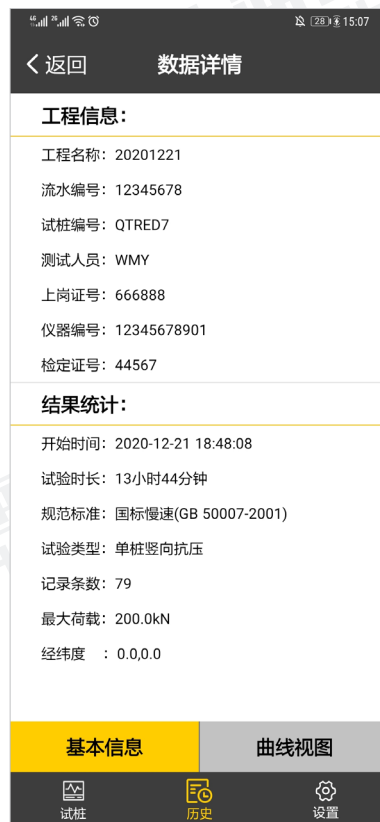 46 26 28 15:07
返回 数据详情
工程信息：
工程名称：20201221
流水编号：12345678
试桩编号：QTRED7
测试人员：WMY
上岗证号：666888
仪器编号：12345678901
检定证号：44567
结果统计：
开始时间：2020-12-21 18:48:08
试验时长：13小时44分钟
规范标准：国标慢速(GB 50007-2001)
试验类型：单桩竖向抗压
记录条数：79
最大荷载：200.0kN
经纬度 ：0.0,0.0
基本信息 曲线视图
试桩 历史 设置